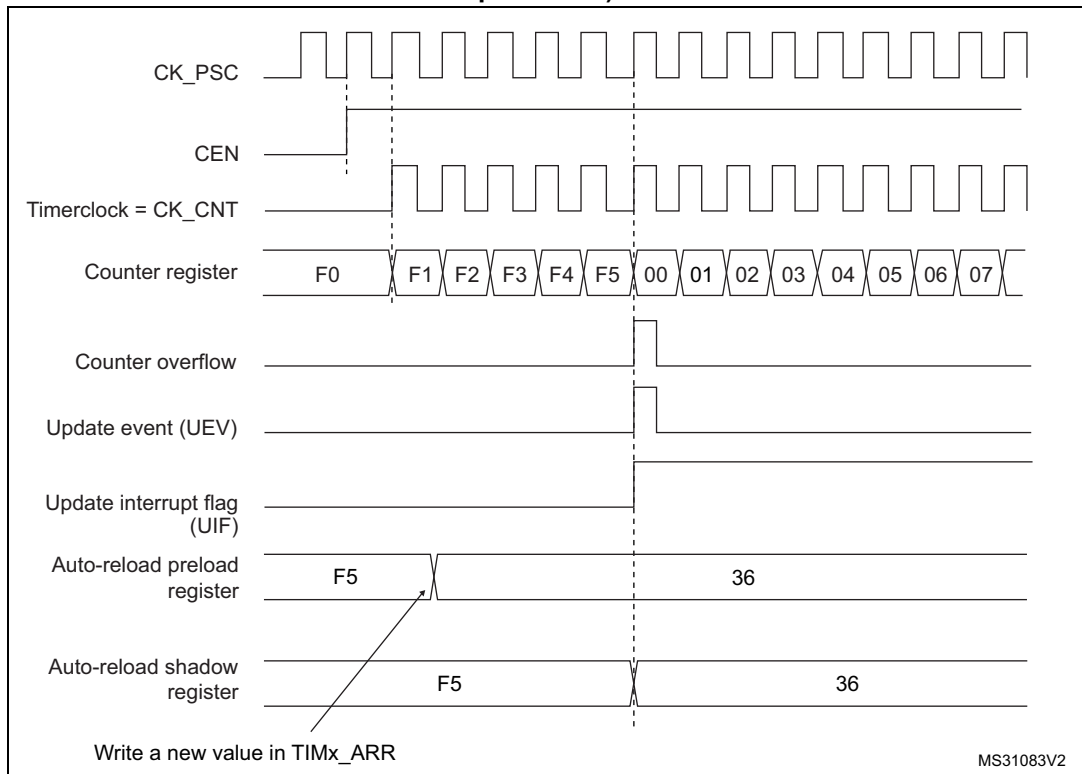 CK_PSC
CEN
Timerclock = CK_CNT
Counter register
F0 F1 F2 F3 F4 F5 00 01 02 03 04 05 06 07
Counter overflow
Update event (UEV)
Update interrupt flag
(UIF)
Auto-reload preload
register
F5 36
Auto-reload shadow
register
F5 36
Write a new value in TIMx_ARR
MS31083V2